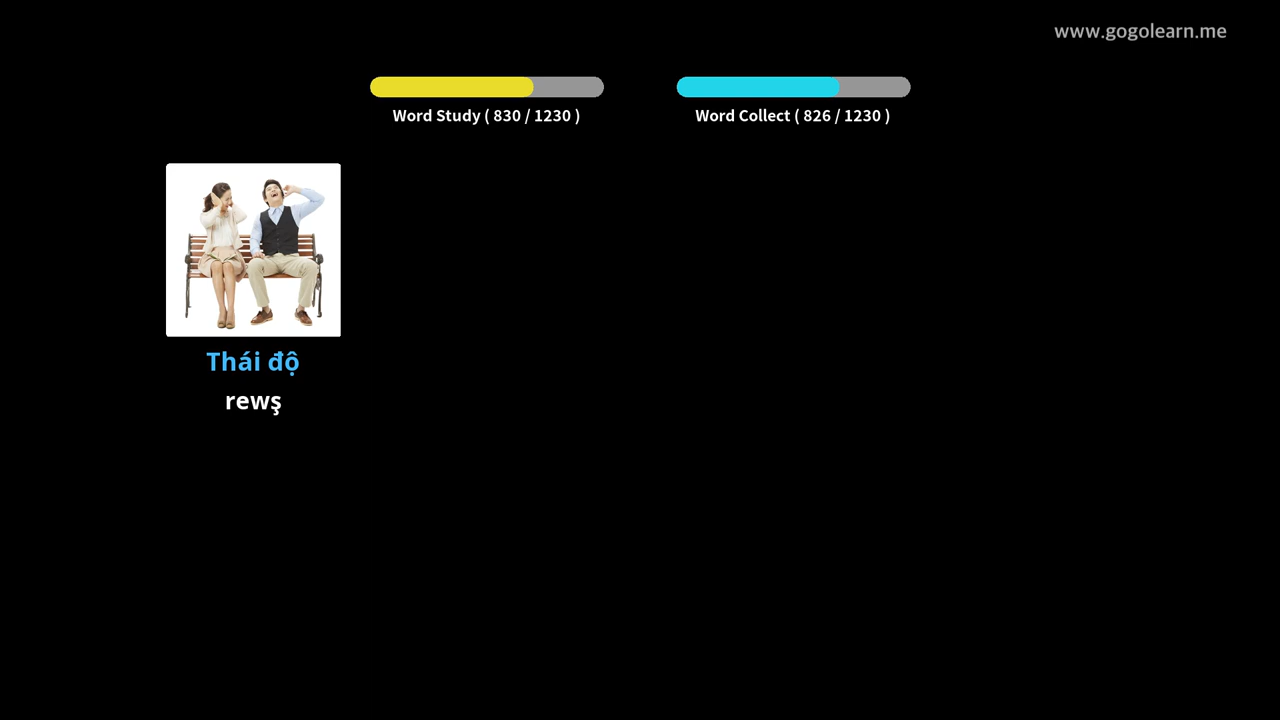 www.gogolearn.me
Word Study ( 830 / 1230 )
Word Collect ( 826 / 1230 )
Thái độ
rewş